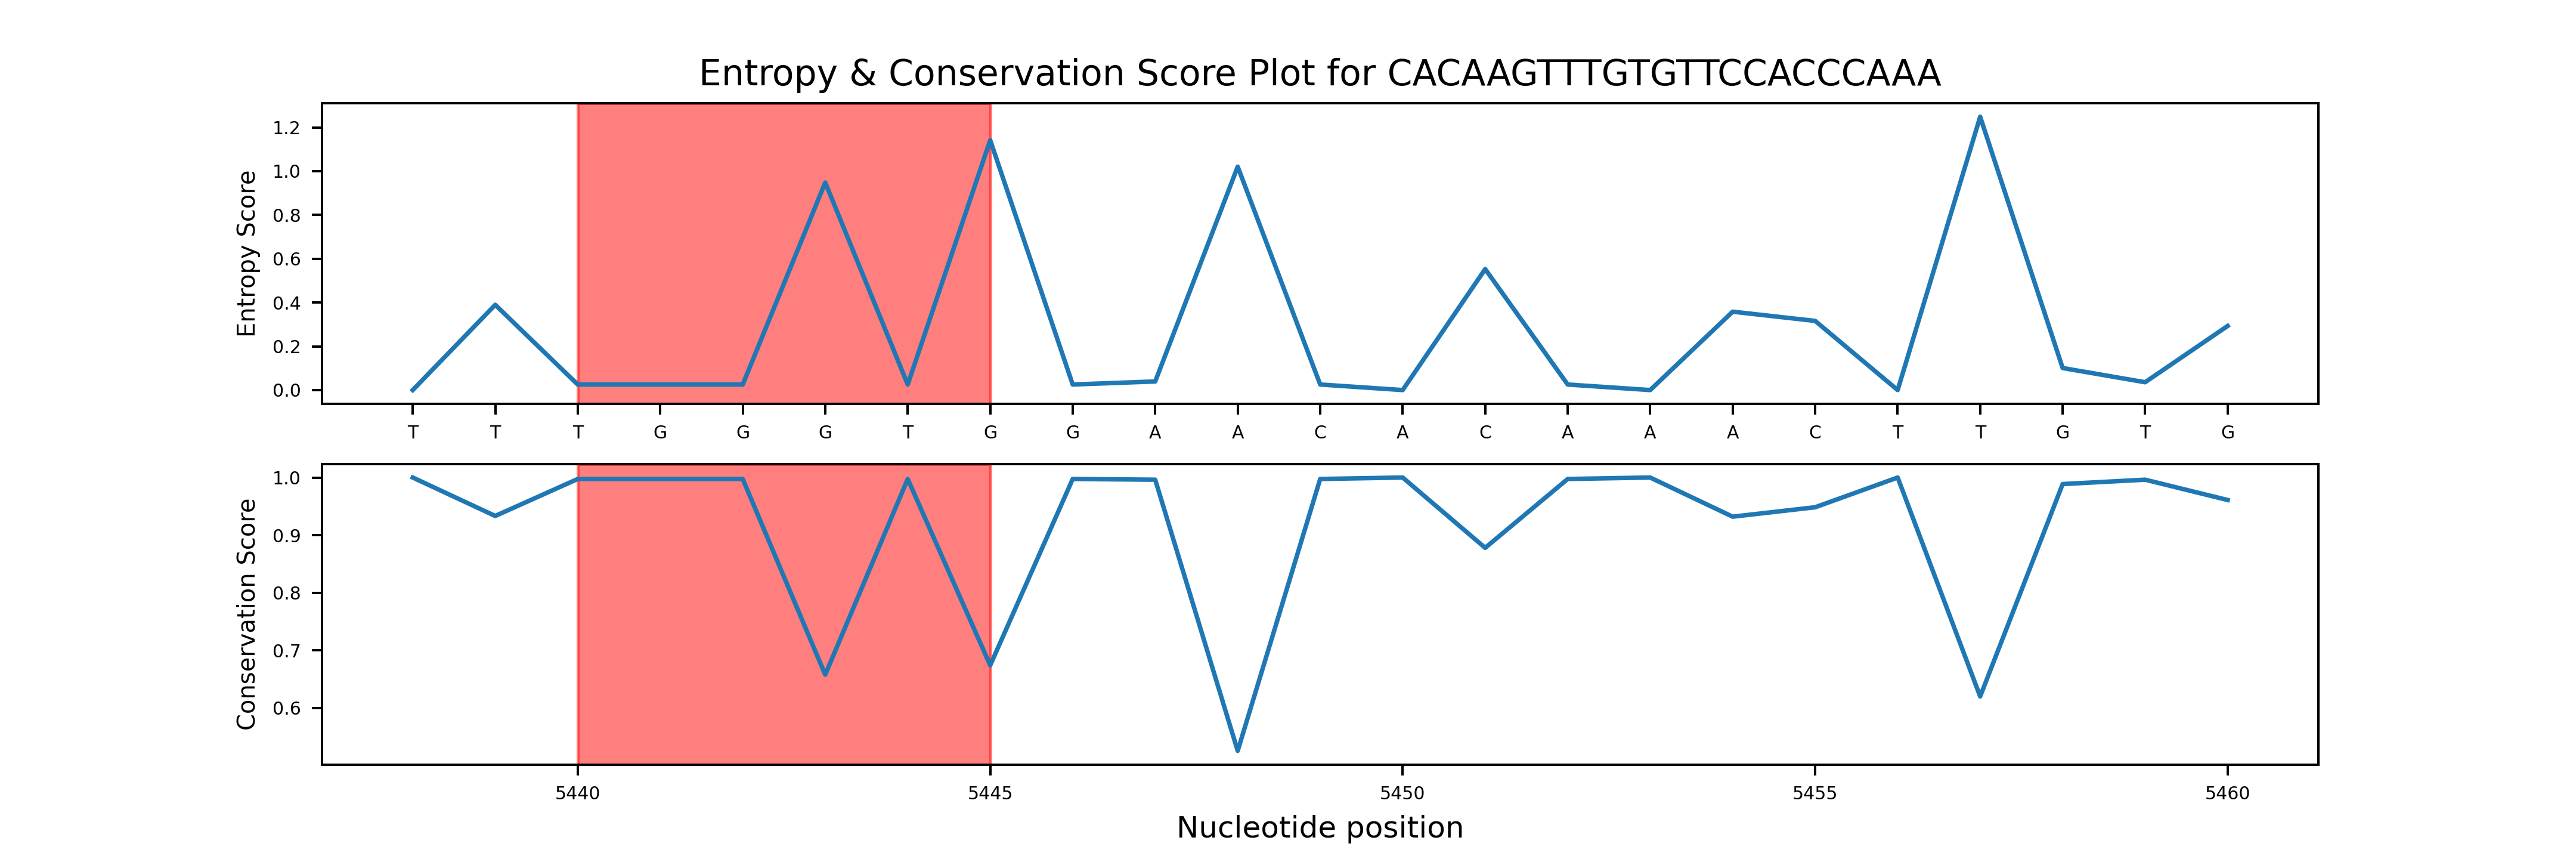 Entropy & Conservation Score Plot for CACAAGTTTGTGTTCCACCCAAA
Entropy Score
1.2
1.0
0.8
0.6
0.4
0.2
0.0
T T T G G G T G G A A C A C A A A C T T G T G
Conservation Score
1.0
0.9
0.8
0.7
0.6
5440 5445 5450 5455 5460
Nucleotide position